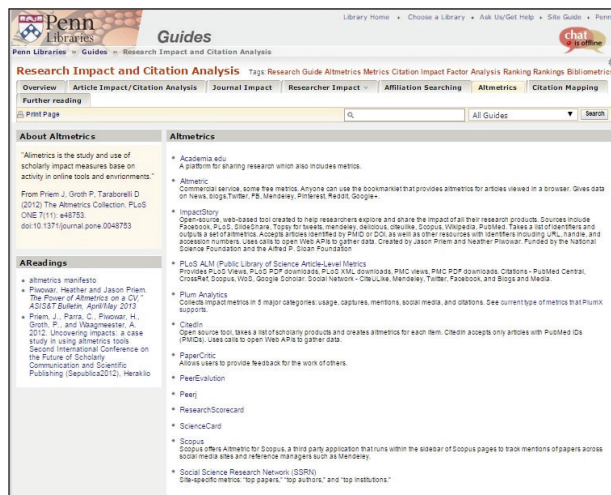 Penn
Libraries
Guides
Library Home • Choose a Library • Ask Us/Get Help • Site Guide • Penn
chat
is offline
Penn Libraries » Guides » Research Impact and Citation Analysis
Research Impact and Citation Analysis Tags: Research Guide Altmetrics Metrics Citation Impact Factor Analysis Ranking Rankings Bibliometrics
Overview Article Impact/Citation Analysis Journal Impact Researcher Impact Affiliation Searching Altmetrics Citation Mapping
Further reading
Print Page All Guides Search
About Altmetrics
"Almetrics is the study and use of
scholarly impact measures base on
activity in online tools and envrionments."
From Priem J, Groth P, Taraborelli D
(2012) The Altmetrics Collection. PLoS
ONE 7(11): e48753.
doi:10.1371/journal.pone.0048753
AReadings
• altmetrics manifesto
• Piwowar, Heather and Jason Priem.
The Power of Altmetrics on a CV,"
ASIS&T Bulletin, April/May 2013
• Priem, J., Parra, C., Piwowar, H.,
Groth, P., and Waagmeester, A.
2012. Uncovering impacts: a case
study in using altmetrics tools
Second International Conference on
the Future of Scholarly
Communication and Scientific
Publishing (Sepublica2012), Heraklio
Altmetrics
• Academia.edu
A platform for sharing research which also includes metrics.
• Altmetric
Commercial service, some free metrics. Anyone can use the bookmarklet that provides altmetrics for articles viewed in a browser. Gives data
on News, blogs,Twitter, FB, Mendeley, Pinterest, Reddit, Google+.
• ImpactStory
Open-source, web-based tool created to help researchers explore and share the impact of all their research products. Sources include
Facebook, PLoS, SlideShare, Topsy for tweets, mendeley, delicious, citeulike, Scopus, Wikipedia, PubMed. Takes a list of identifiers and
outputs a set of altmetrics. Accepts articles identified by PMID or DOI, as well as other resources with identifiers including URL, handle, and
accession numbers. Uses calls to open Web APIs to gather data. Created by Jason Priem and Neather Piwowar. Funded by the National
Science Foundation and the Alfred P. Sloan Foundation
• PLoS ALM (Public Library of Science Article-Level Metrics)
Provides PLoS Views, PLoS PDF downloads, PLoS XML downloads, PMC views, PMC PDF downloads, Citations - PubMed Central,
CrossRef, Scopus, WoS, Google Scholar. Social Network - CiteULike, Mendeley, Twitter, Facebook, and Blogs and Media.
• Plum Analytics
Collects impact metrics in 5 major categories: usage, captures, mentions, social media, and citations. See current type of metrics that PlumX
supports.
• CitedIn
Open source tool, takes a list of scholarly products and creates altmetrics for each item. CitedIn accepts only articles with PubMed IDs
(PMIDs). Uses calls to open Web APIs to gather data.
• PaperCritic
Allows users to provide feedback for the work of others.
• PeerEvalution
• Peerj
• ResearchScorecard
• ScienceCard
• Scopus
Scopus offers Altmetric for Scopus, a third party application that runs within the sidebar of Scopus pages to track mentions of papers across
social media sites and reference managers such as Mendeley.
• Social Science Research Network (SSRN)
Site-specific metrics: "top papers," "top authors," and "top institutions."